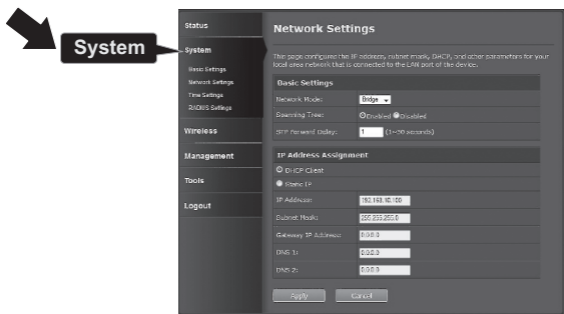 System
Status
System
Basic Settings
Network Settings
Time Settings
RADIUS Settings
Wireless
Management
Tools
Logout
Network Settings
This page configures the IP address, subnet mask, DHCP, and other parameters for your
local area network that is connected to the LAN port of the device.
Basic Settings
Network Mode: Bridge
Spanning Tree: Enabled Disabled
STP Forward Delay: 1 (1~30 seconds)
IP Address Assignment
DHCP Client
Static IP
IP Address: 192.168.10.100
Subnet Mask: 255.255.255.0
Gateway IP Address: 0.0.0.0
DNS 1: 0.0.0.0
DNS 2: 0.0.0.0
Apply Cancel